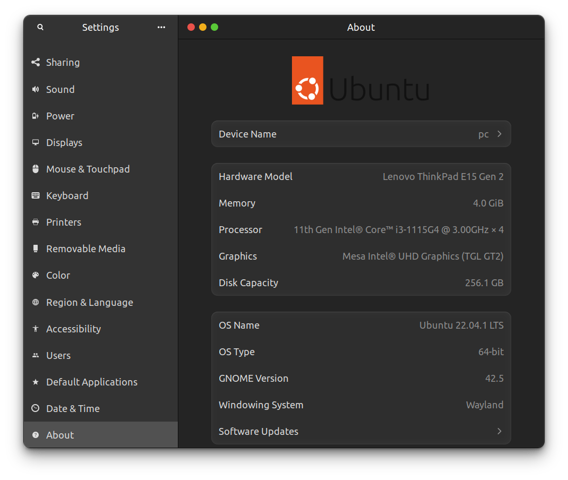 Settings
Sharing
Sound
Power
Displays
Mouse & Touchpad
Keyboard
Printers
Removable Media
Color
Region & Language
Accessibility
Users
Default Applications
Date & Time
About
About
Ubuntu
Device Name pc
Hardware Model Lenovo ThinkPad E15 Gen 2
Memory 4.0 GiB
Processor 11th Gen Intel® Core™ i3-1115G4 @ 3.00GHz × 4
Graphics Mesa Intel® UHD Graphics (TGL GT2)
Disk Capacity 256.1 GB
OS Name Ubuntu 22.04.1 LTS
OS Type 64-bit
GNOME Version 42.5
Windowing System Wayland
Software Updates